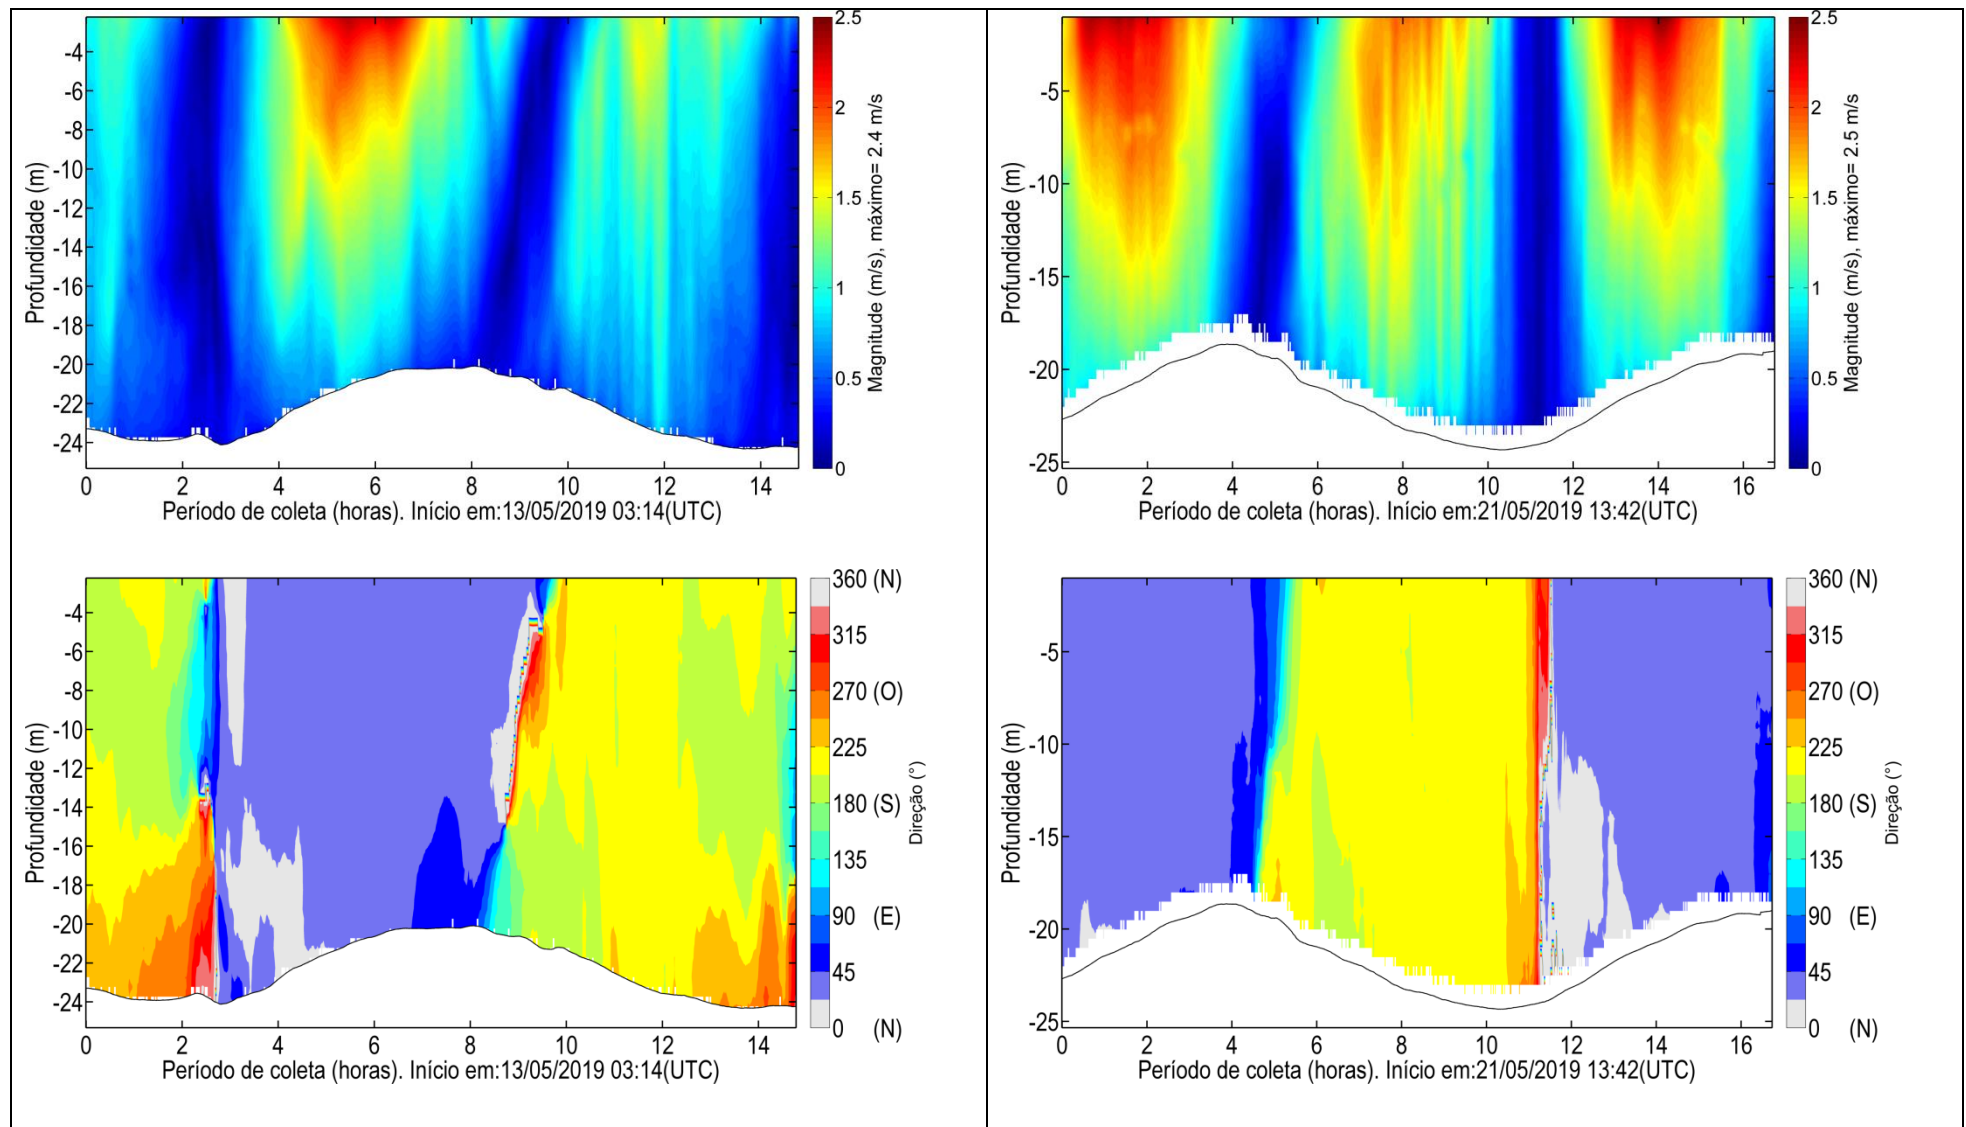 -4
-6
-8
-10
-12
-14
-16
-18
-20
-22
-24
Profundidade (m)
0 2 4 6 8 10 12 14
Período de coleta (horas). Início em:13/05/2019 03:14(UTC)
2.5
2
1.5
1
0.5
0
Magnitude (m/s), máximo= 2.4 m/s
-5
-10
-15
-20
-25
Profundidade (m)
0 2 4 6 8 10 12 14 16
Período de coleta (horas). Início em:21/05/2019 13:42(UTC)
2.5
2
1.5
1
0.5
0
Magnitude (m/s), máximo= 2.5 m/s
-4
-6
-8
-10
-12
-14
-16
-18
-20
-22
-24
Profundidade (m)
0 2 4 6 8 10 12 14
Período de coleta (horas). Início em:13/05/2019 03:14(UTC)
360 (N)
315
270 (O)
225
180 (S)
135
90 (E)
45
0 (N)
Direção (°)
-5
-10
-15
-20
-25
Profundidade (m)
0 2 4 6 8 10 12 14 16
Período de coleta (horas). Início em:21/05/2019 13:42(UTC)
360 (N)
315
270 (O)
225
180 (S)
135
90 (E)
45
0 (N)
Direção (°)